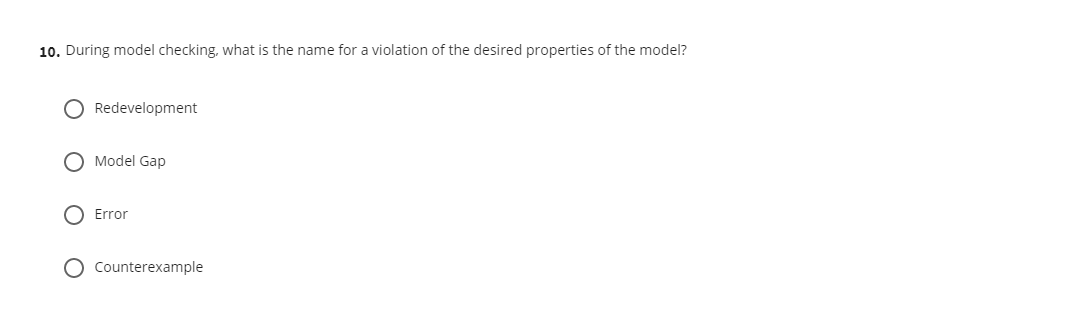 10. During model checking, what is the name for a violation of the desired properties of the model?
Redevelopment
Model Gap
Error
Counterexample